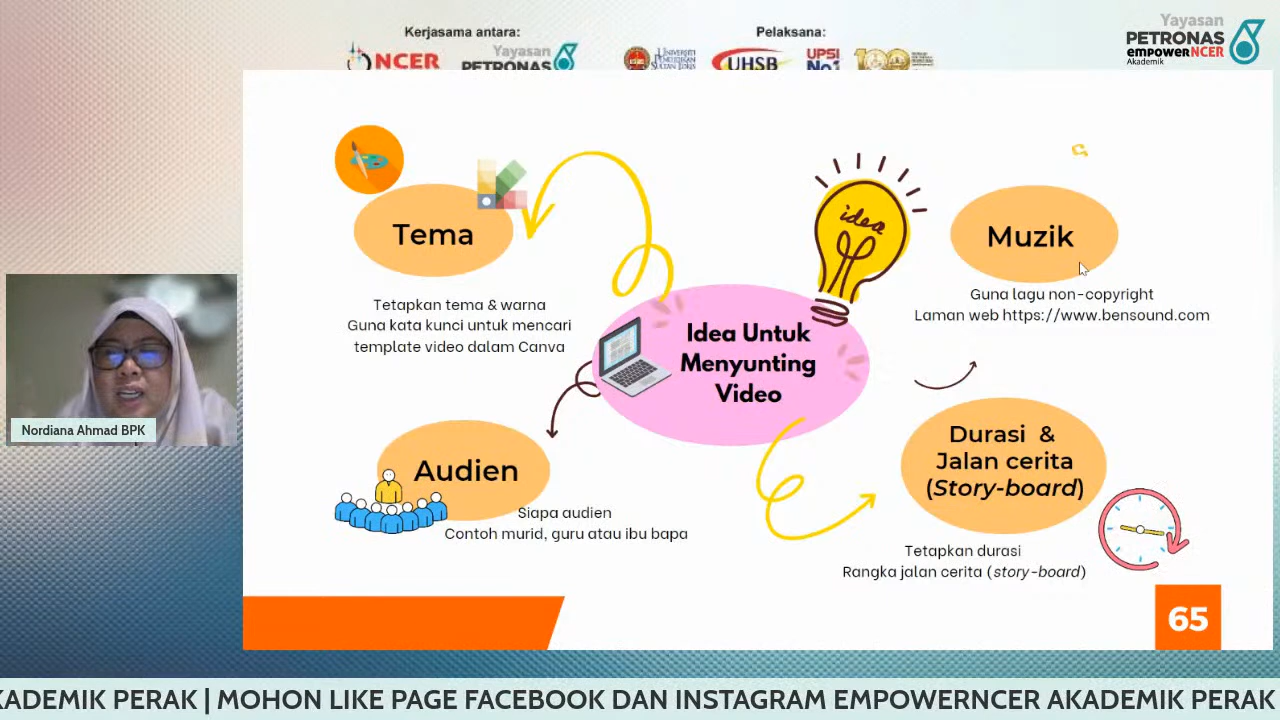 Kerjasama antara:
Pelaksana:
NCER
Yayasan
PETRONAS
UNIVERSITI
UHSB
UPSI
No1
100
Yayasan
PETRONAS
empowerNCER
Akademik
Tema
Tetapkan tema & warna
Guna kata kunci untuk mencari
template video dalam Canva
idea
Muzik
Guna lagu non-copyright
Laman web https://www.bensound.com
Idea Untuk
Menyunting
Video
Audien
Siapa audien
Contoh murid, guru atau ibu bapa
Durasi &
Jalan cerita
(Story-board)
Tetapkan durasi
Rangka jalan cerita (story-board)
65
Nordiana Ahmad BPK
KADEMIK PERAK | MOHON LIKE PAGE FACEBOOK DAN INSTAGRAM EMPOWERNCER AKADEMIK PERAK